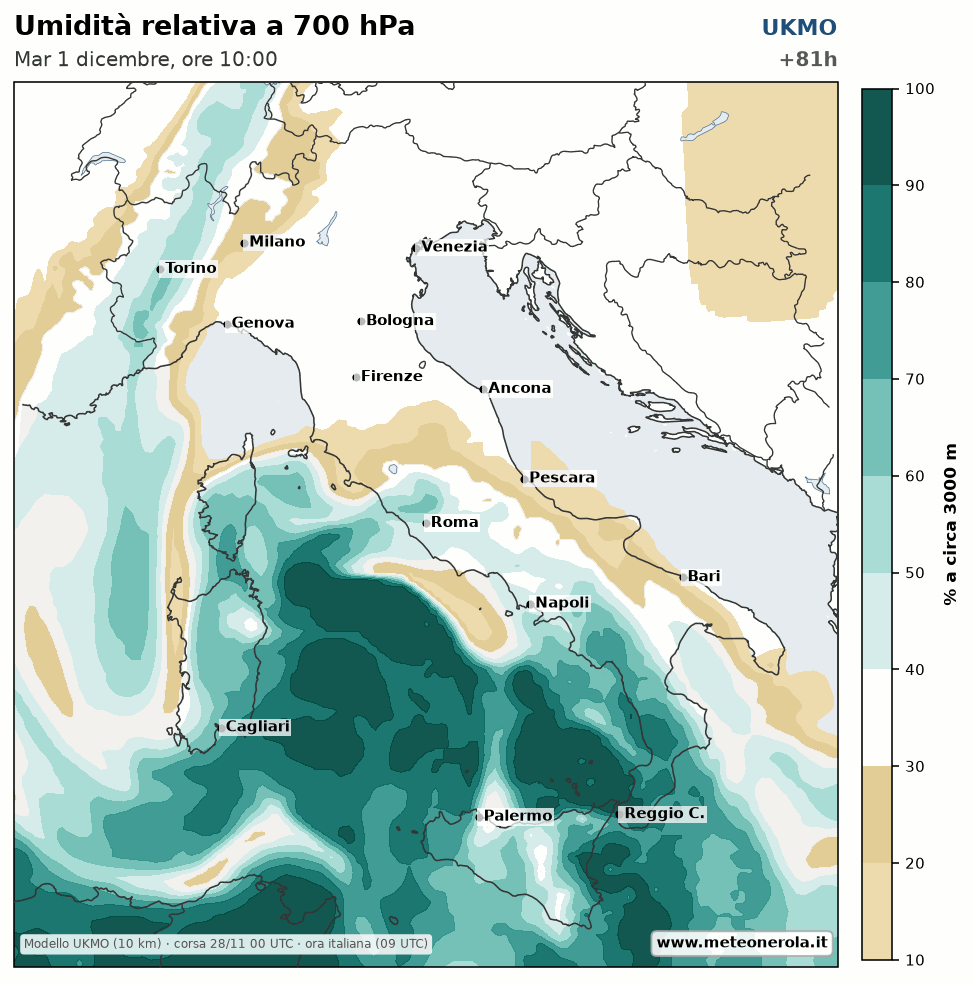 Umidità relativa a 700 hPa
UKMO
Mar 1 dicembre, ore 10:00
+81h
100
90
80
70
60
50
40
30
20
10
% a circa 3000 m
Milano
Venezia
Torino
Genova
Bologna
Firenze
Ancona
Pescara
Roma
Bari
Napoli
Cagliari
Palermo
Reggio C.
Modello UKMO (10 km) · corsa 28/11 00 UTC · ora italiana (09 UTC)
www.meteonerola.it